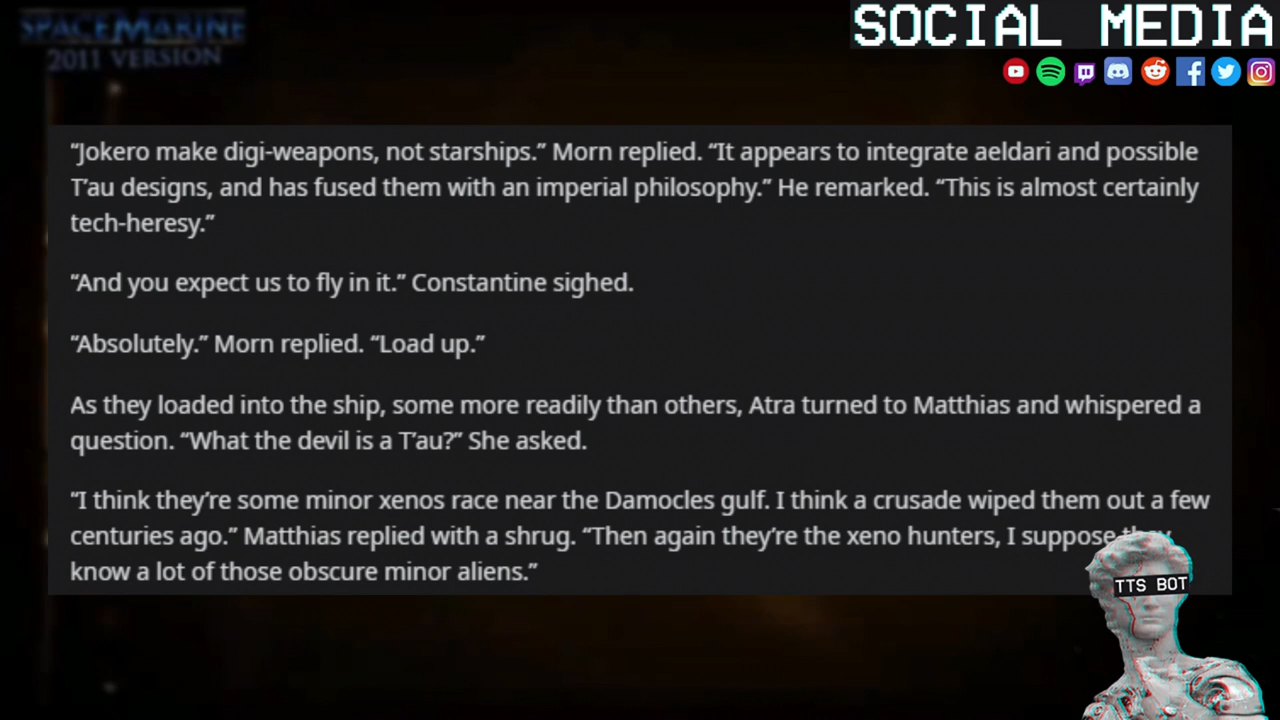 SPACE MARINE
2011 VERSION
SOCIAL MEDIA
“Jokero make digi-weapons, not starships.” Morn replied. “It appears to integrate aeldari and possible
T’au designs, and has fused them with an imperial philosophy.” He remarked. “This is almost certainly
tech-heresy.”
“And you expect us to fly in it.” Constantine sighed.
“Absolutely.” Morn replied. “Load up.”
As they loaded into the ship, some more readily than others, Atra turned to Matthias and whispered a
question. “What the devil is a T’au?” She asked.
“I think they’re some minor xenos race near the Damocles gulf. I think a crusade wiped them out a few
centuries ago.” Matthias replied with a shrug. “Then again they’re the xeno hunters, I suppose they
know a lot of those obscure minor aliens.”
TTS BOT